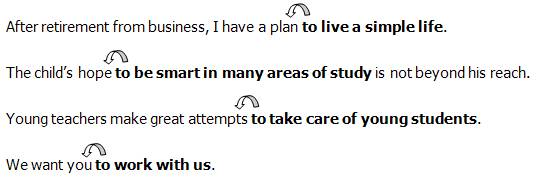 After retirement from business, I have a plan to live a simple life.
The child's hope to be smart in many areas of study is not beyond his reach.
Young teachers make great attempts to take care of young students.
We want you to work with us.